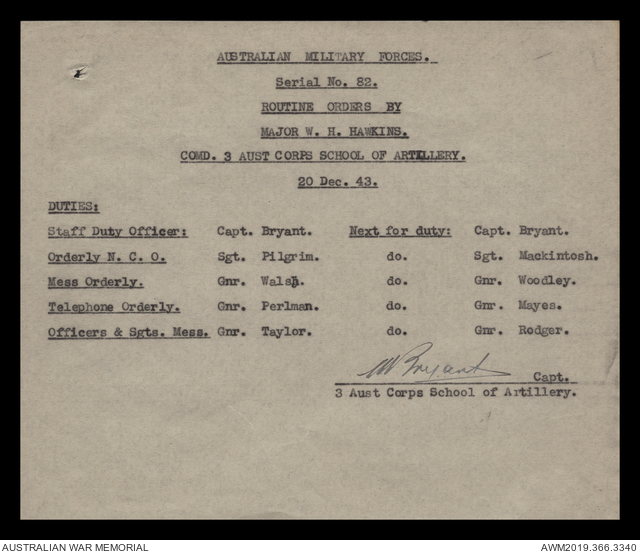 AUSTRALIAN MILITARY FORCES.
Serial No. 82.
ROUTINE ORDERS BY
MAJOR W. H. HAWKINS.
COMD. 3 AUST CORPS SCHOOL OF ARTILLERY.
20 Dec. 43.
DUTIES:
Staff Duty Officer: Capt. Bryant. Next for duty: Capt. Bryant.
Orderly N. C. O. Sgt. Pilgrim. do. Sgt. Mackintosh.
Mess Orderly. Gnr. Walsh. do. Gnr. Woodley.
Telephone Orderly. Gnr. Perlman. do. Gnr. Mayes.
Officers & Sgts. Mess. Gnr. Taylor. do. Gnr. Rodger.
Bryant Capt.
3 Aust Corps School of Artillery.
AUSTRALIAN WAR MEMORIAL AWM2019.366.3340